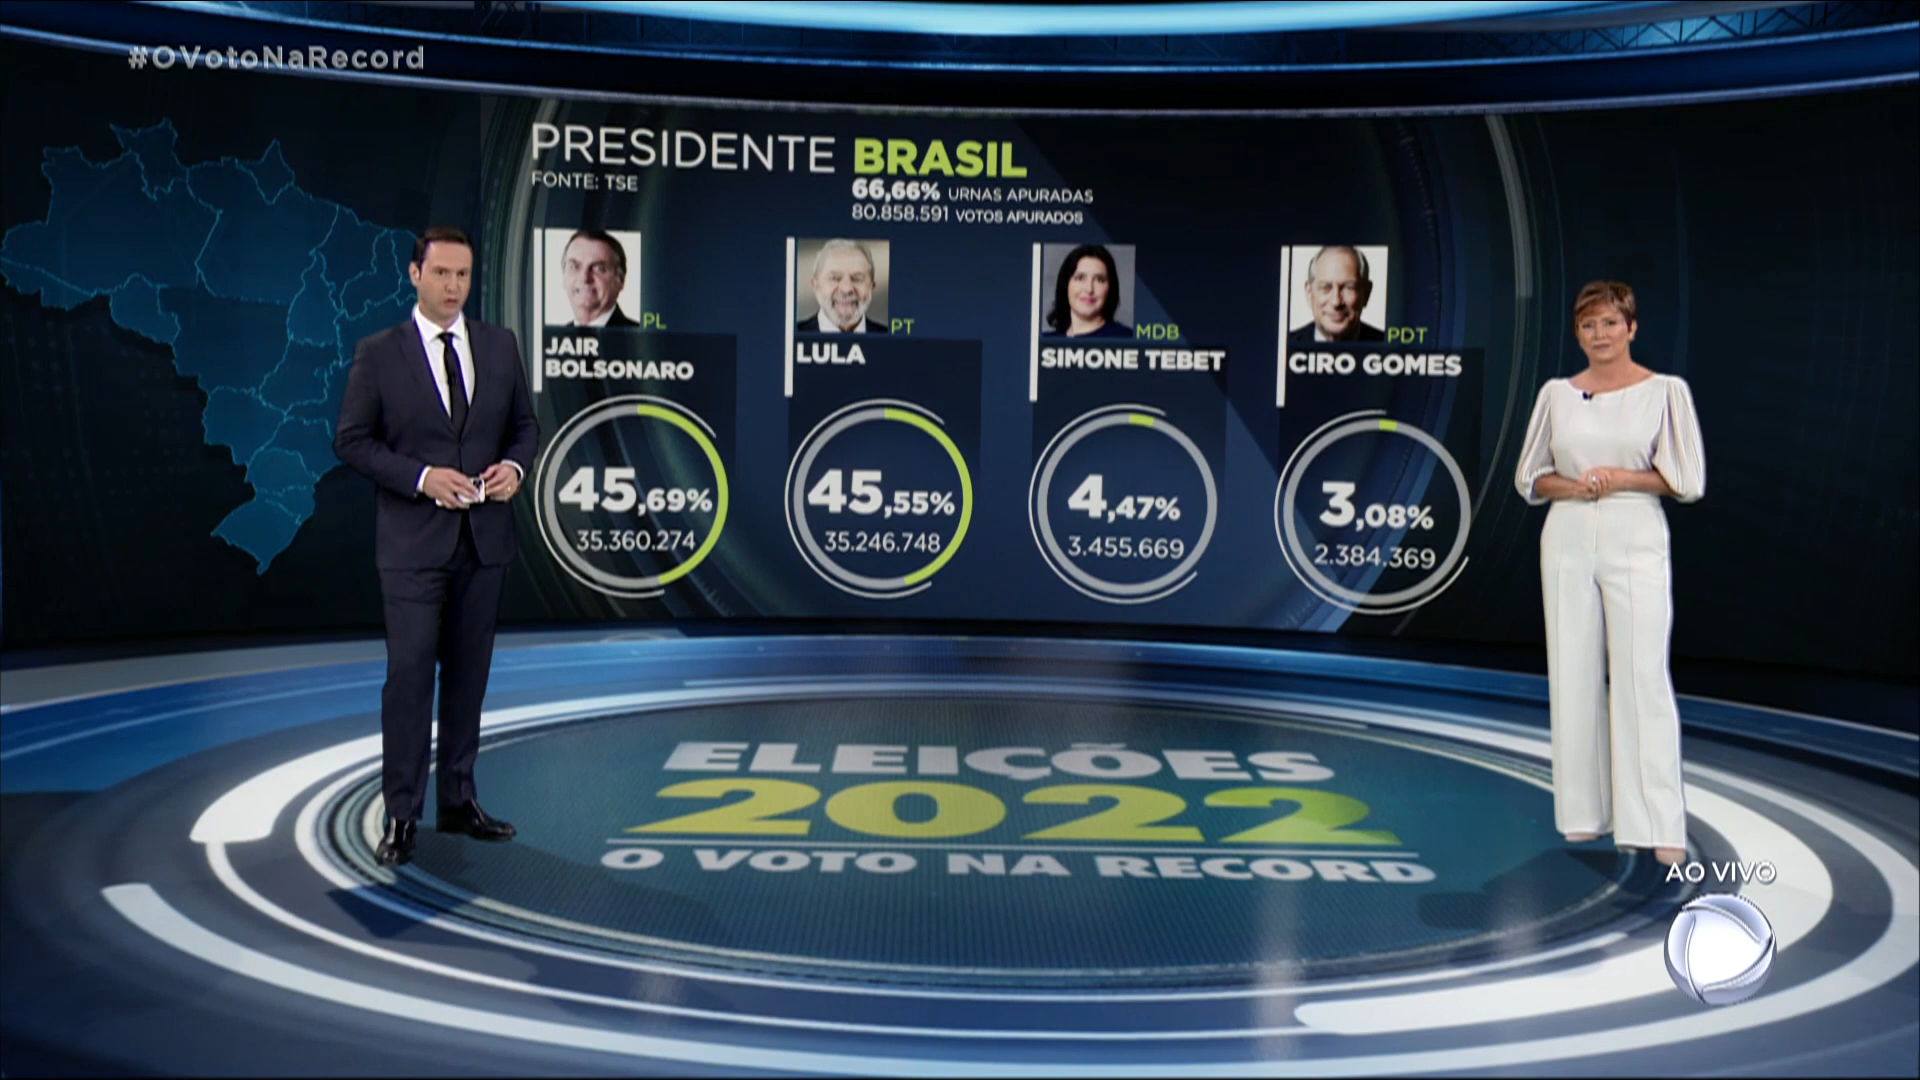 #OVotoNaRecord
PRESIDENTE BRASIL
FONTE: TSE
66,66% URNAS APURADAS
80.858.591 VOTOS APURADOS
PL
JAIR
BOLSONARO
45,69%
35.360.274
PT
LULA
45,55%
35.246.748
MDB
SIMONE TEBET
4,47%
3.455.669
PDT
CIRO GOMES
3,08%
2.384.369
ELEIÇÕES
2022
O VOTO NA RECORD
AO VIVO